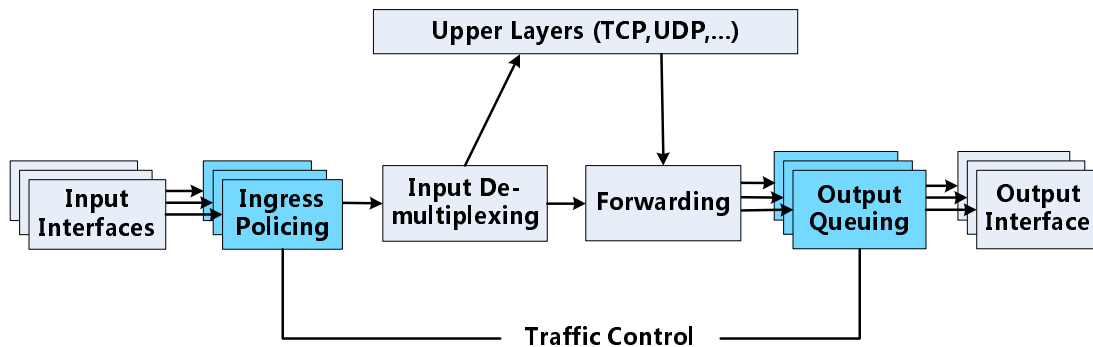 Upper Layers (TCP,UDP,...)
Input
Interfaces
Ingress
Policing
Input De-
multiplexing
Forwarding
Output
Queuing
Output
Interface
Traffic Control